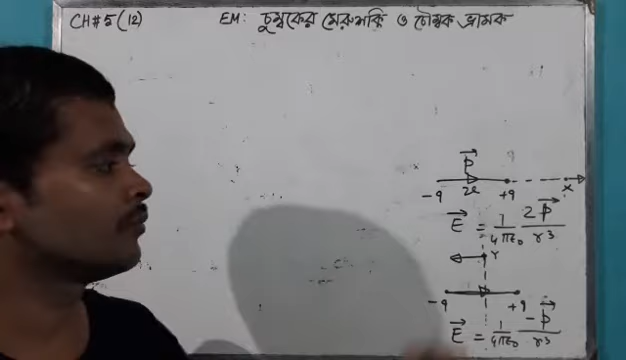 CH#5(12) EM: চুম্বকের মেরুশক্তি ও চৌম্বক ভ্রামক
P⃗
-q 2l +q x
E⃗ = 1/4πε₀ 2P⃗/r³
Y
-q +q
E⃗ = 1/4πε₀ -P⃗/r³